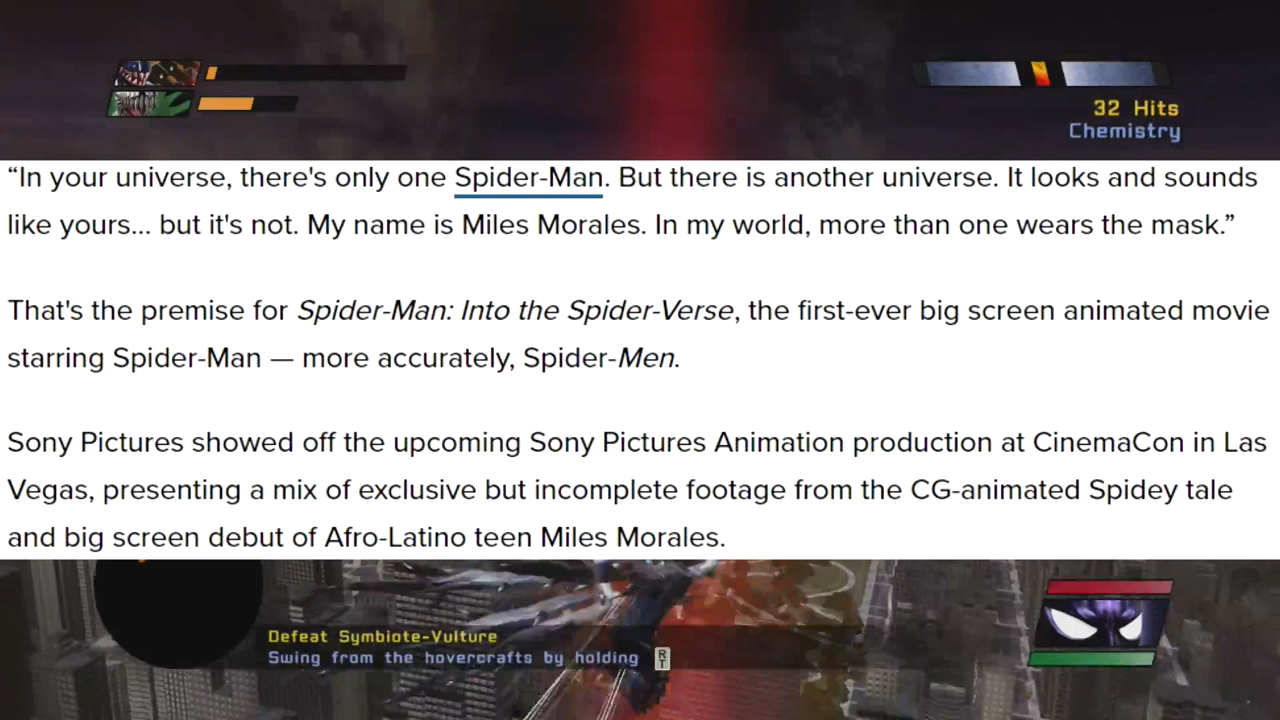 32 Hits
Chemistry
“In your universe, there's only one Spider-Man. But there is another universe. It looks and sounds
like yours... but it's not. My name is Miles Morales. In my world, more than one wears the mask.”
That's the premise for Spider-Man: Into the Spider-Verse, the first-ever big screen animated movie
starring Spider-Man — more accurately, Spider-Men.
Sony Pictures showed off the upcoming Sony Pictures Animation production at CinemaCon in Las
Vegas, presenting a mix of exclusive but incomplete footage from the CG-animated Spidey tale
and big screen debut of Afro-Latino teen Miles Morales.
Defeat Symbiote-Vulture
Swing from the hovercrafts by holding RT